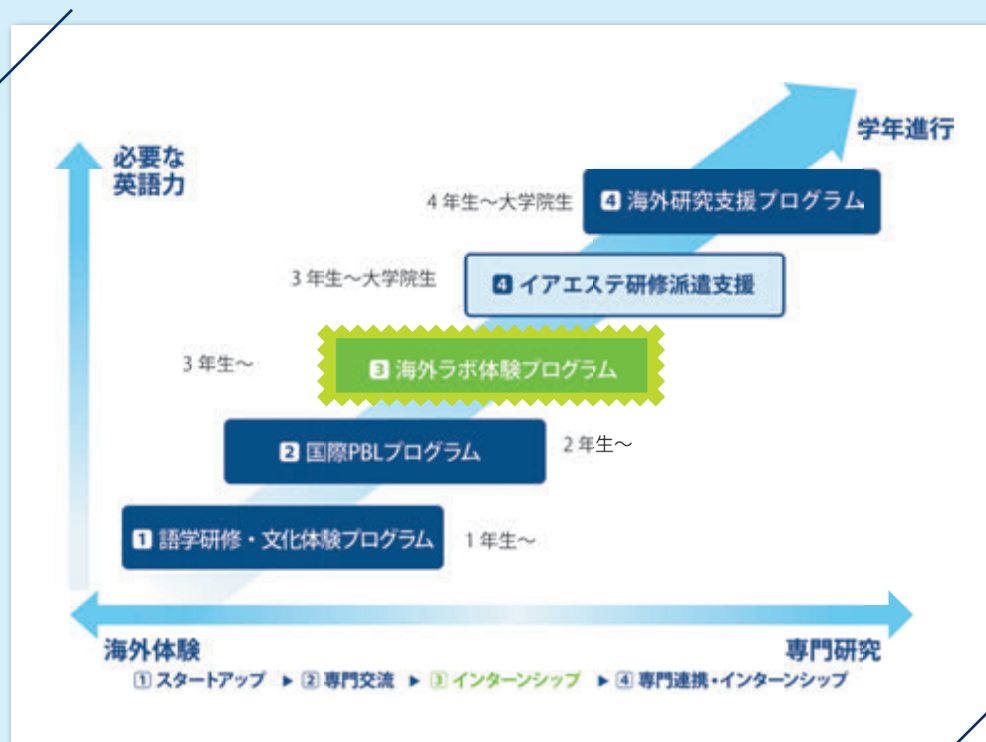 学年進行
必要な
英語力
4年生～大学院生
4 海外研究支援プログラム
3年生～大学院生
4 イアエステ研修派遣支援
3年生～
3 海外ラボ体験プログラム
2 国際PBLプログラム
2年生～
1 語学研修・文化体験プログラム
1年生～
海外体験
専門研究
1 スタートアップ ▶ 2 専門交流 ▶ 3 インターンシップ ▶ 4 専門連携・インターンシップ